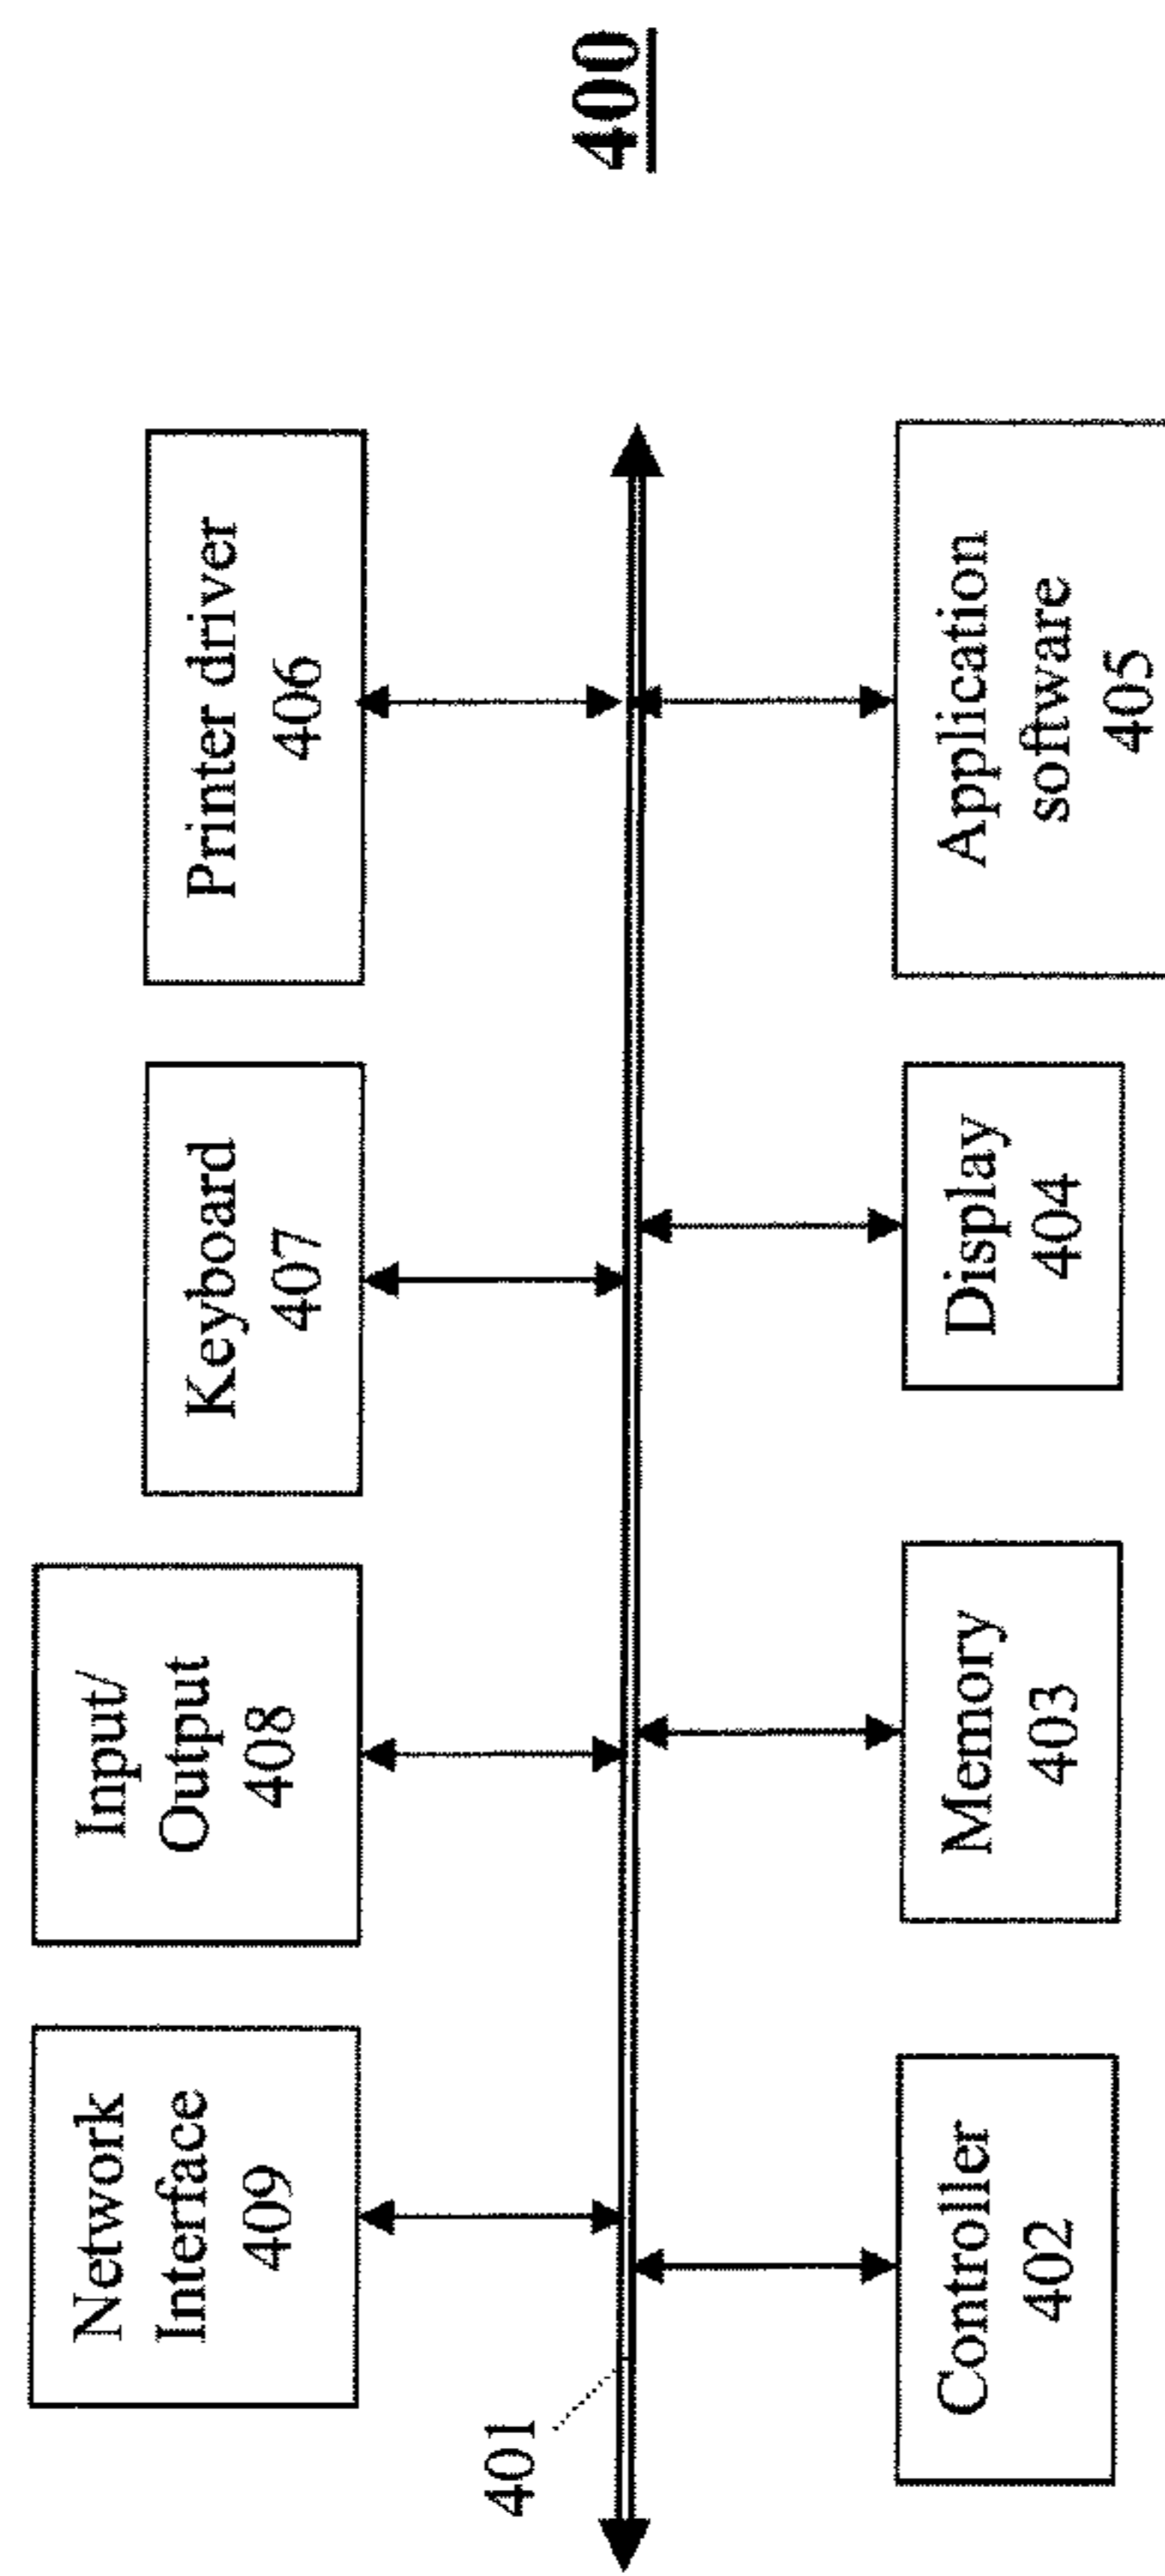 400
Network
Interface
409
Input/
Output
408
Keyboard
407
Printer driver
406
401
Controller
402
Memory
403
Display
404
Application
software
405